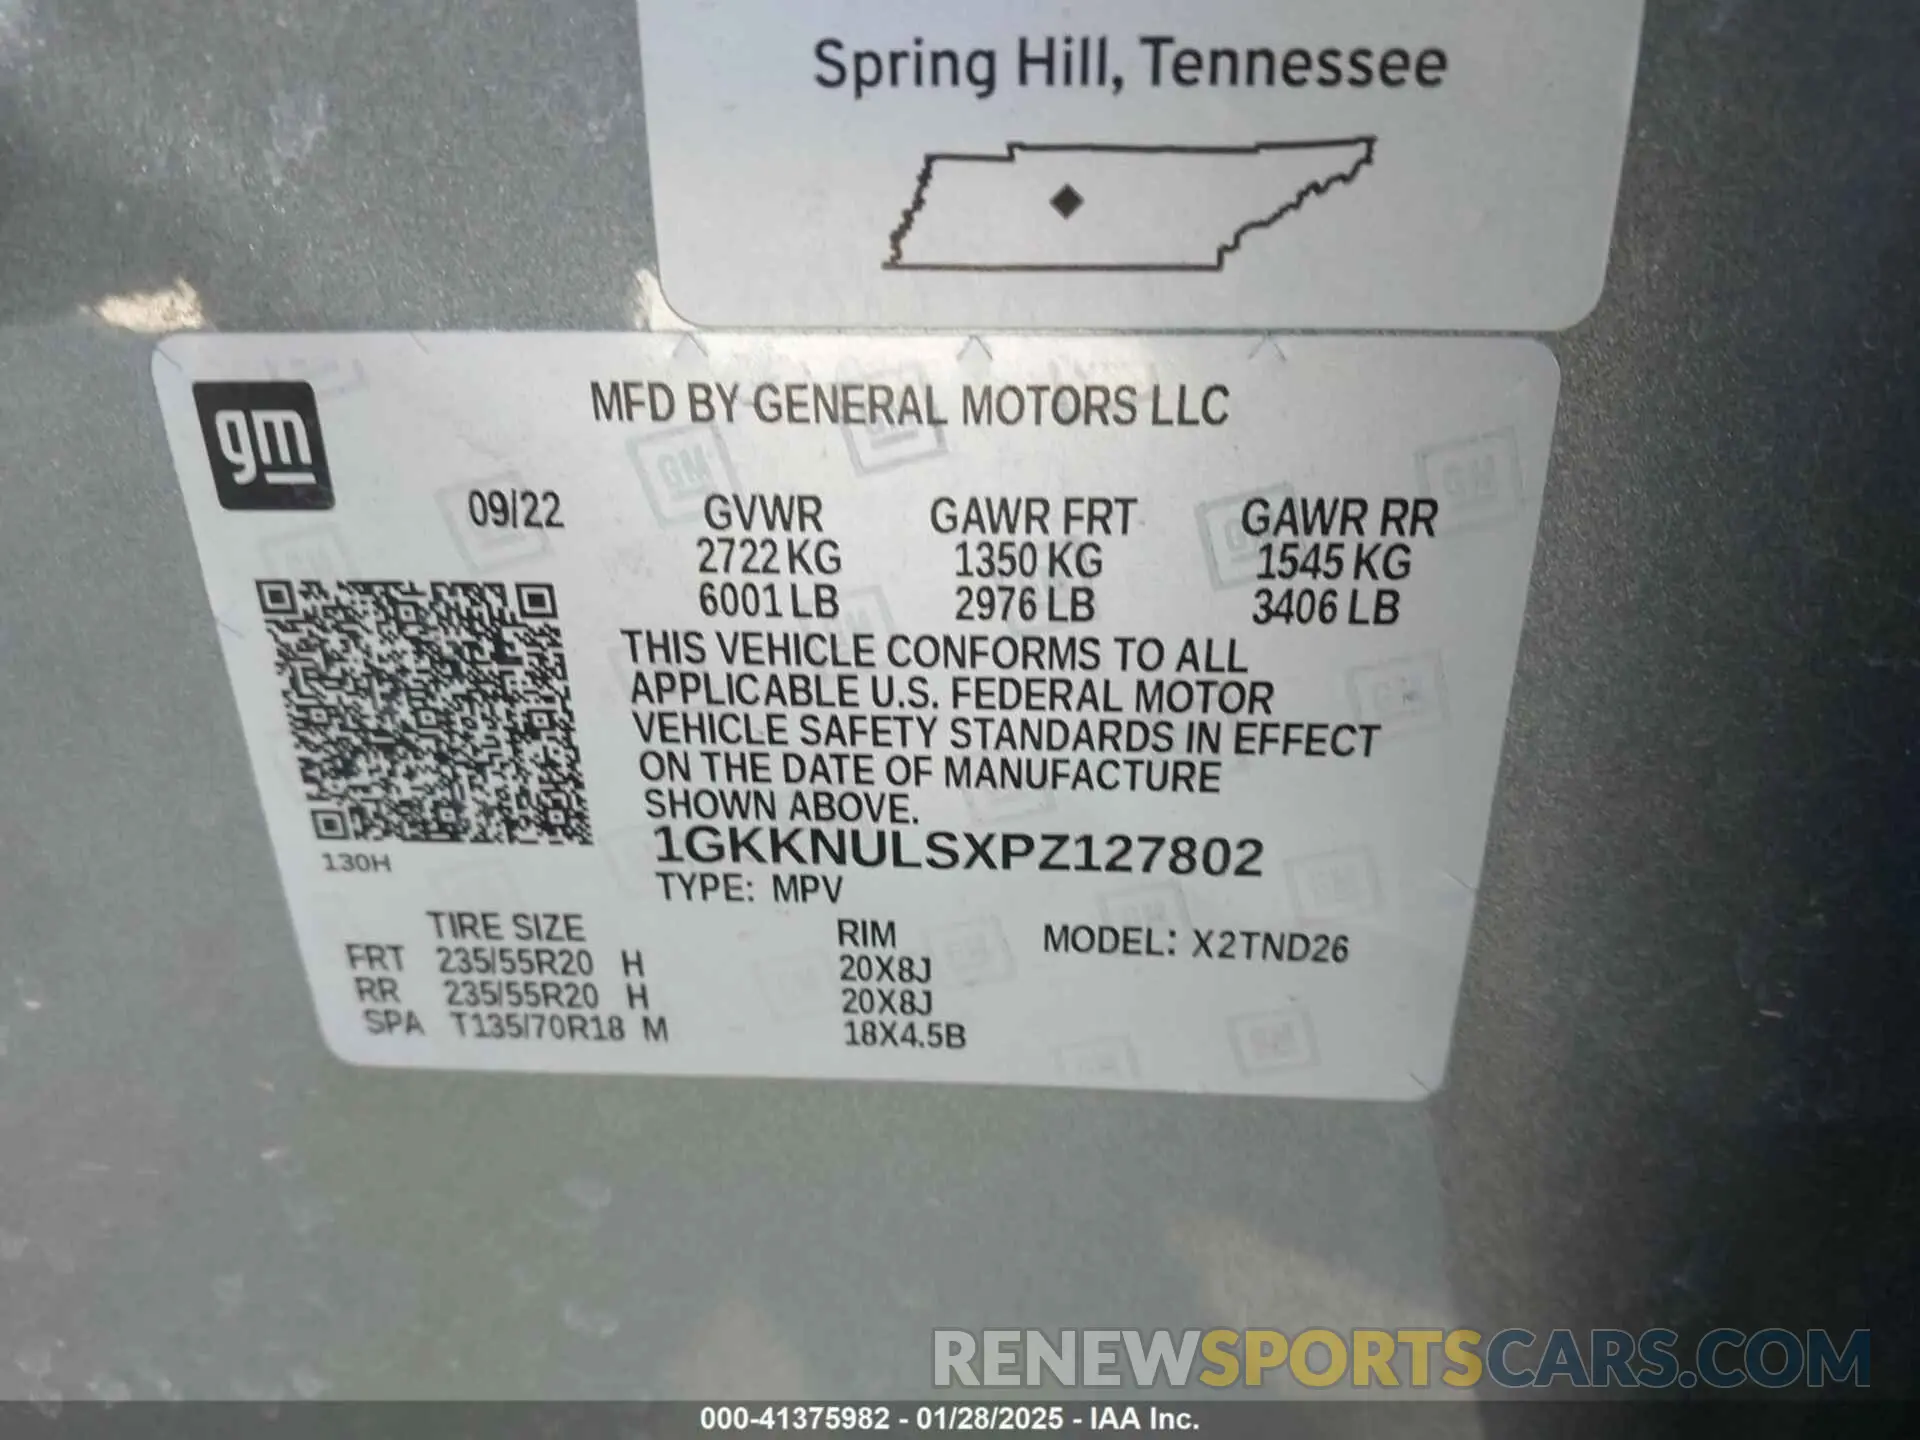 Spring Hill, Tennessee
gm
MFD BY GENERAL MOTORS LLC
09/22
GVWR GAWR FRT GAWR RR
2722 KG 1350 KG 1545 KG
6001 LB 2976 LB 3406 LB
THIS VEHICLE CONFORMS TO ALL
APPLICABLE U.S. FEDERAL MOTOR
VEHICLE SAFETY STANDARDS IN EFFECT
ON THE DATE OF MANUFACTURE
SHOWN ABOVE.
1GKKNULSXPZ127802
130H
TYPE: MPV
TIRE SIZE RIM MODEL: X2TND26
FRT 235/55R20 H 20X8J
RR 235/55R20 H 20X8J
SPA T135/70R18 M 18X4.5B
RENEWSPORTSCARS.COM
000-41375982 - 01/28/2025 - IAA Inc.